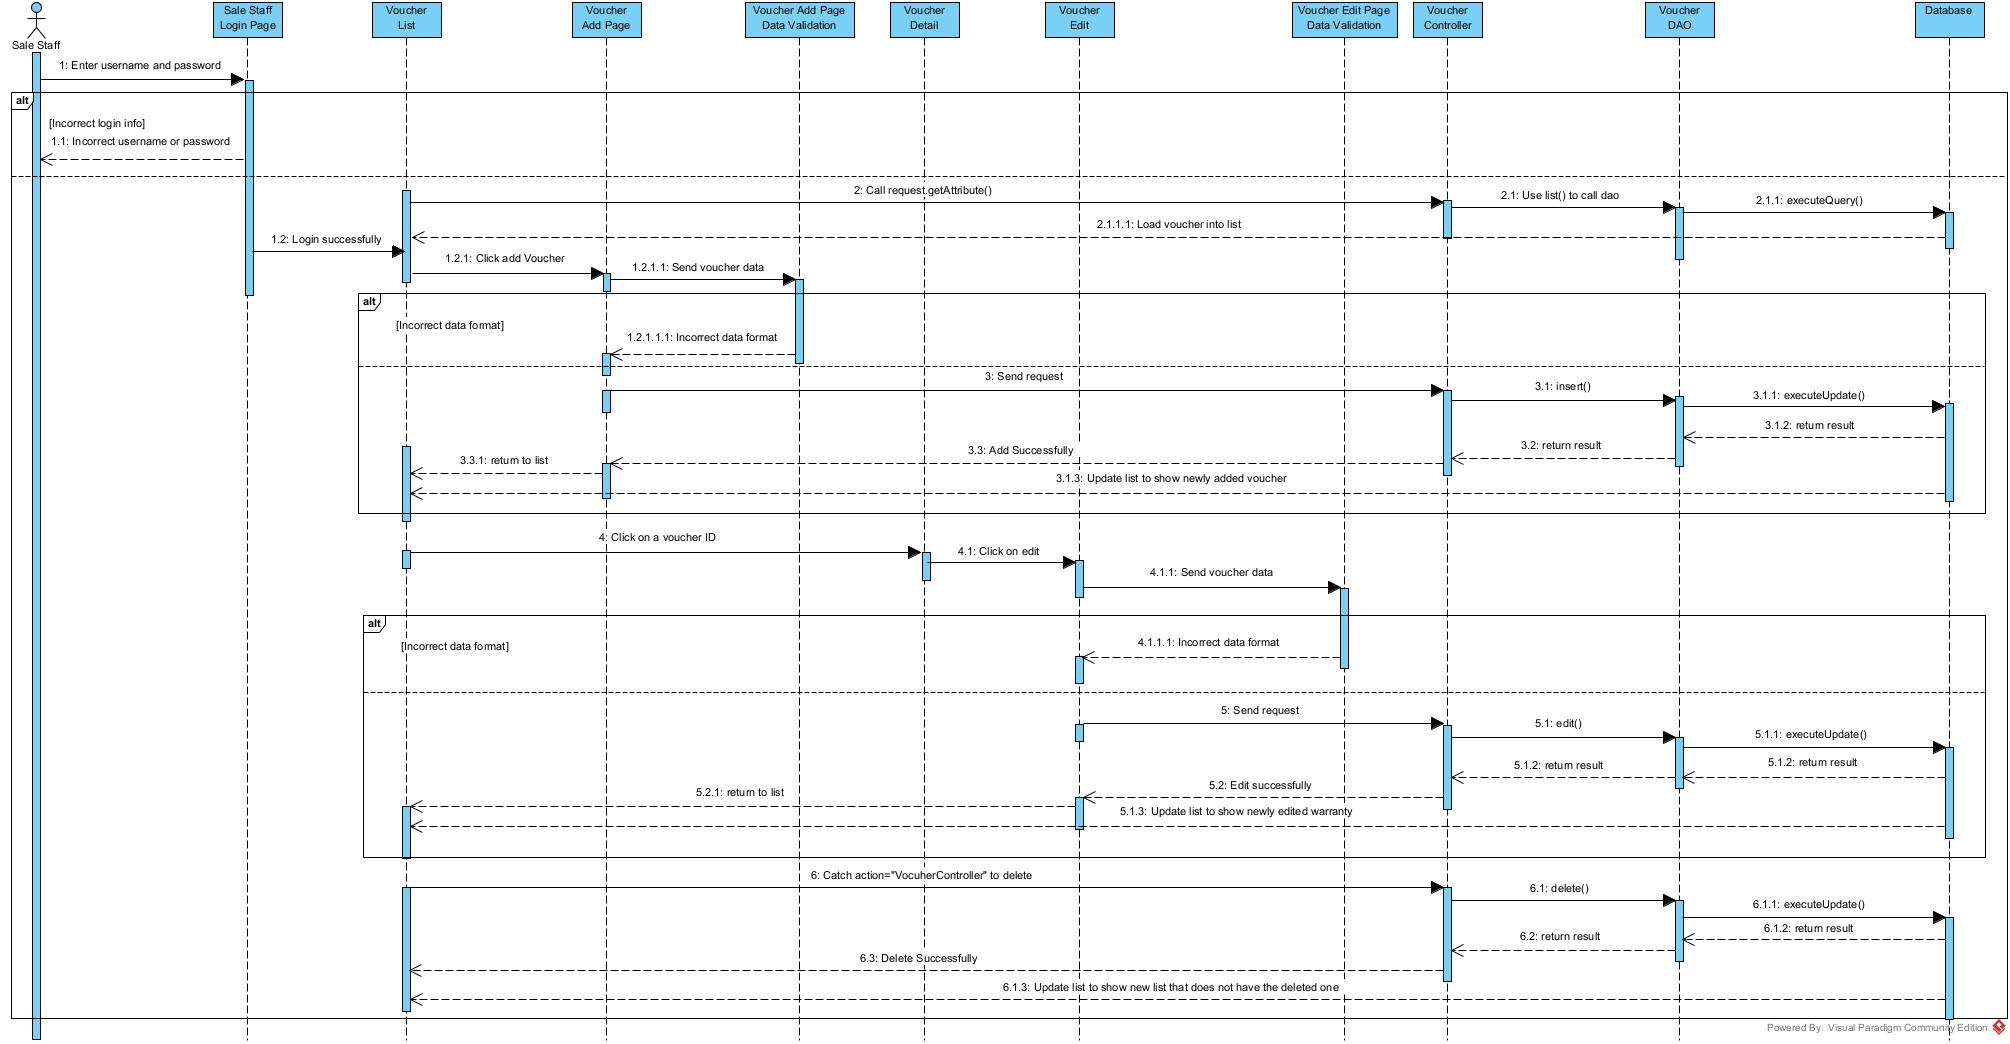 Sale Staff
Sale Staff
Login Page
Voucher
List
Voucher
Add Page
Voucher Add Page
Data Validation
Voucher
Detail
Voucher
Edit
Voucher Edit Page
Data Validation
Voucher
Controller
Voucher
DAO
Database
1: Enter username and password
alt
[Incorrect login info]
1.1: Incorrect username or password
2: Call request.getAttribute()
2.1: Use list() to call dao
2.1.1: executeQuery()
2.1.1.1: Load voucher into list
1.2: Login successfully
1.2.1: Click add Voucher
1.2.1.1: Send voucher data
alt
[Incorrect data format]
1.2.1.1.1: Incorrect data format
3: Send request
3.1: insert()
3.1.1: executeUpdate()
3.1.2: return result
3.2: return result
3.3: Add Successfully
3.3.1: return to list
3.1.3: Update list to show newly added voucher
4: Click on a voucher ID
4.1: Click on edit
4.1.1: Send voucher data
alt
[Incorrect data format]
4.1.1.1: Incorrect data format
5: Send request
5.1: edit()
5.1.1: executeUpdate()
5.1.2: return result
5.1.2: return result
5.2: Edit successfully
5.2.1: return to list
5.1.3: Update list to show newly edited warranty
6: Catch action="VocuherController" to delete
6.1: delete()
6.1.1: executeUpdate()
6.1.2: return result
6.2: return result
6.3: Delete Successfully
6.1.3: Update list to show new list that does not have the deleted one
Powered By Visual Paradigm Community Edition